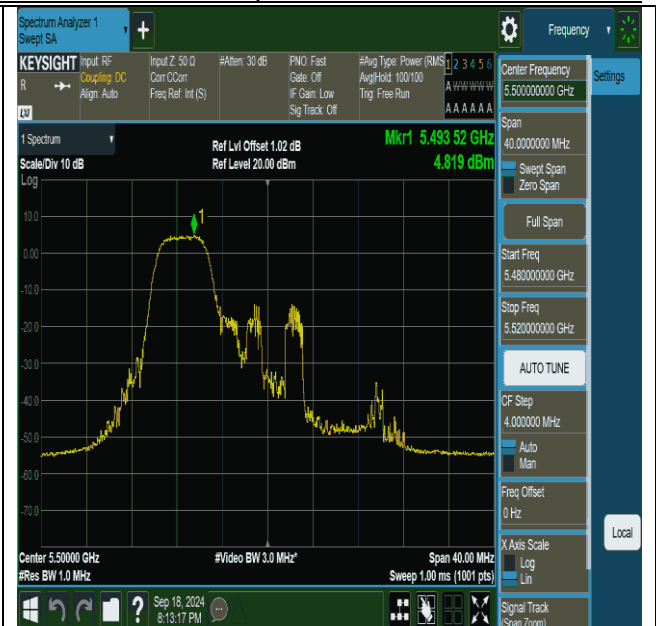 Spectrum Analyzer 1
Swept SA
+
Frequency
KEYSIGHT
R
LXI
Input: RF
Coupling: DC
Align: Auto
Input Z: 50 Ω
Corr CCorr
Freq Ref: Int (S)
#Atten: 30 dB
PNO: Fast
Gate: Off
IF Gain: Low
Sig Track: Off
#Avg Type: Power (RMS
Avg|Hold: 100/100
Trig: Free Run
1 2 3 4 5 6
A W W W W W
A A A A A A
1 Spectrum
Scale/Div 10 dB
Log
Ref Lvl Offset 1.02 dB
Ref Level 20.00 dBm
Mkr1 5.493 52 GHz
4.819 dBm
1
10.0
0.00
-10.0
-20.0
-30.0
-40.0
-50.0
-60.0
-70.0
Center 5.50000 GHz
#Res BW 1.0 MHz
#Video BW 3.0 MHz*
Span 40.00 MHz
Sweep 1.00 ms (1001 pts)
Center Frequency
5.500000000 GHz
Settings
Span
40.0000000 MHz
Swept Span
Zero Span
Full Span
Start Freq
5.480000000 GHz
Stop Freq
5.520000000 GHz
AUTO TUNE
CF Step
4.000000 MHz
Auto
Man
Freq Offset
0 Hz
X Axis Scale
Log
Lin
Local
Signal Track
(Span Zoom)
?
Sep 18, 2024
8:13:17 PM